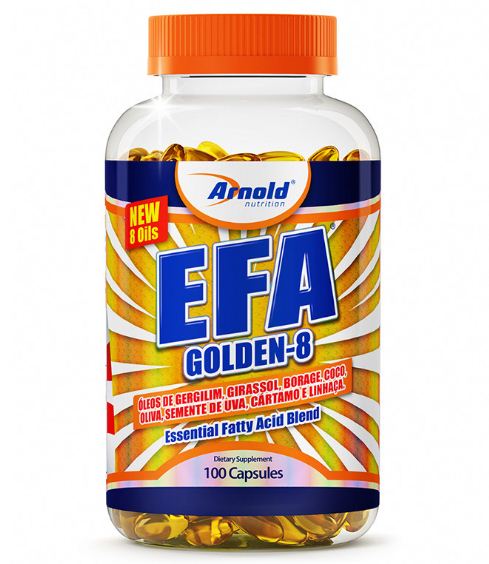 Arnold®
nutrition
NEW
8 Oils
EFA®
GOLDEN-8
ÓLEOS DE GERGILIM, GIRASSOL, BORAGE, COCO,
OLIVA, SEMENTE DE UVA, CÁRTAMO E LINHAÇA.
Essential Fatty Acid Blend
Dietary Supplement
100 Capsules